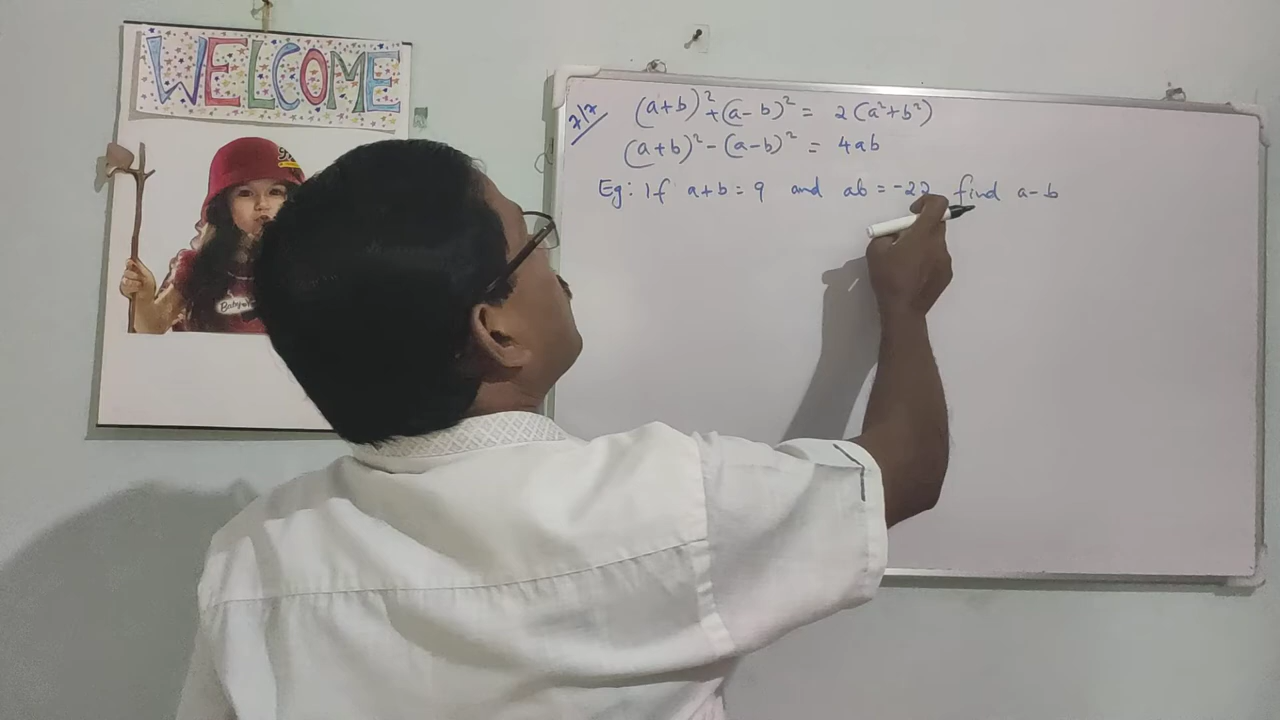 WELCOME
7/7
(a+b)²+(a-b)² = 2(a²+b²)
(a+b)²-(a-b)² = 4ab
Eg: If a+b=9 and ab=-22 find a-b